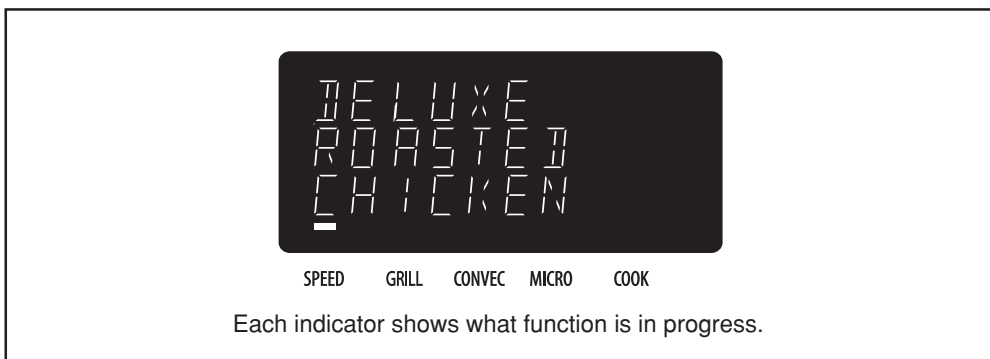 DELUXE
ROASTED
CHICKEN
SPEED GRILL CONVEC MICRO COOK
Each indicator shows what function is in progress.